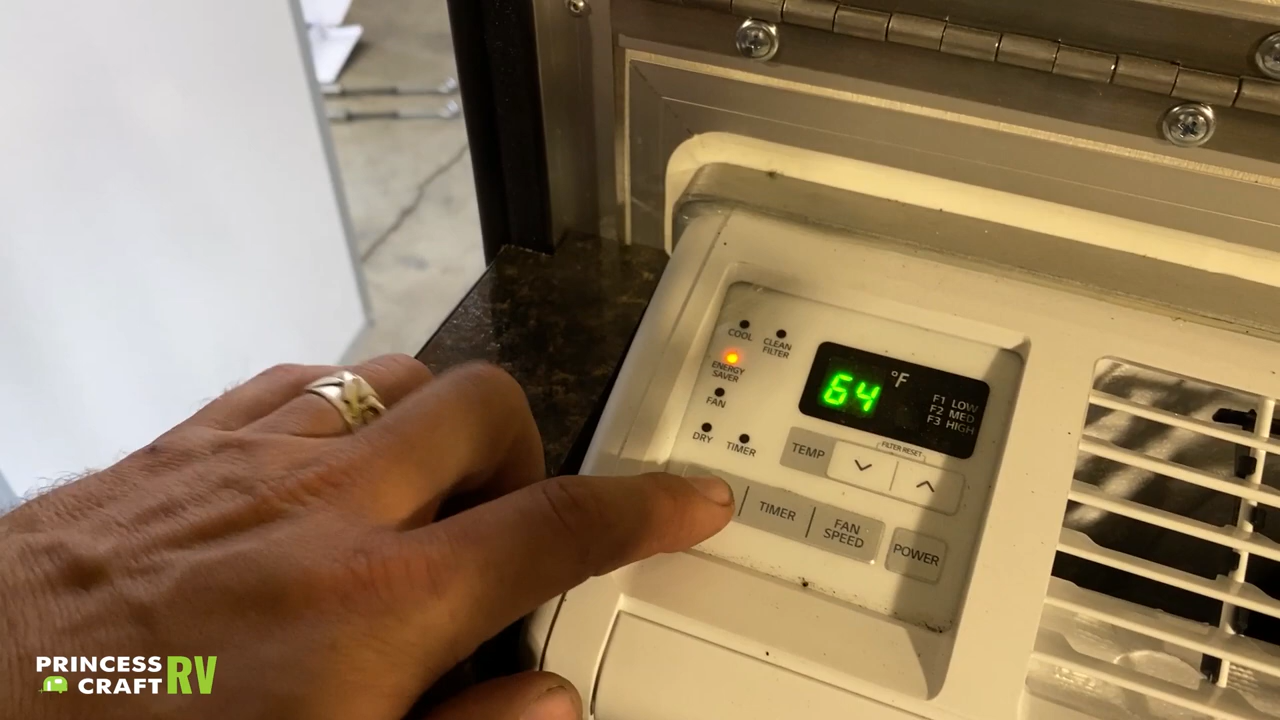 COOL
CLEAN
FILTER
ENERGY
SAVER
FAN
DRY
TIMER
64 °F
F1 LOW
F2 MED
F3 HIGH
TEMP
FILTER RESET
TIMER
FAN
SPEED
POWER
PRINCESS
CRAFT RV